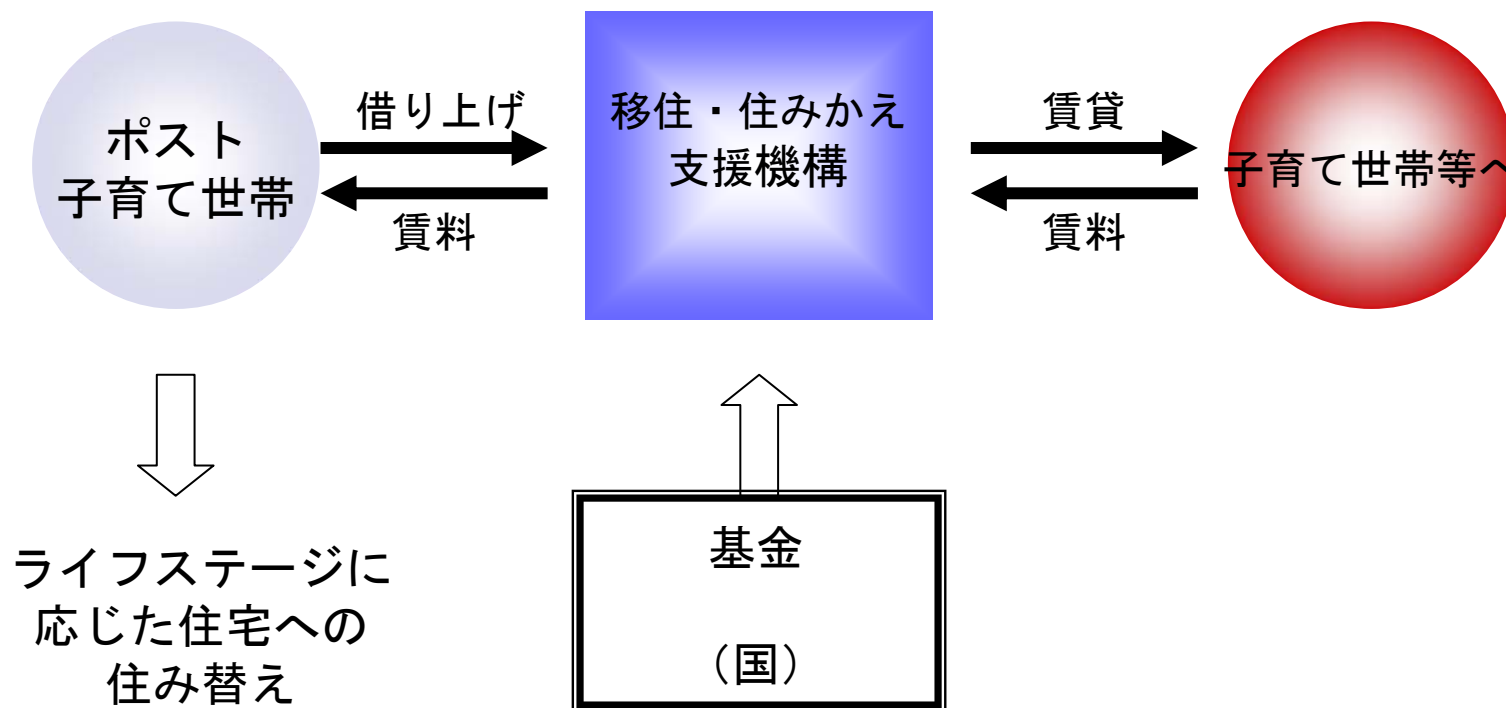 ポスト
子育て世帯
借り上げ
賃料
移住・住みかえ
支援機構
賃貸
賃料
子育て世帯等へ
ライフステージに
応じた住宅への
住み替え
基金
（国）